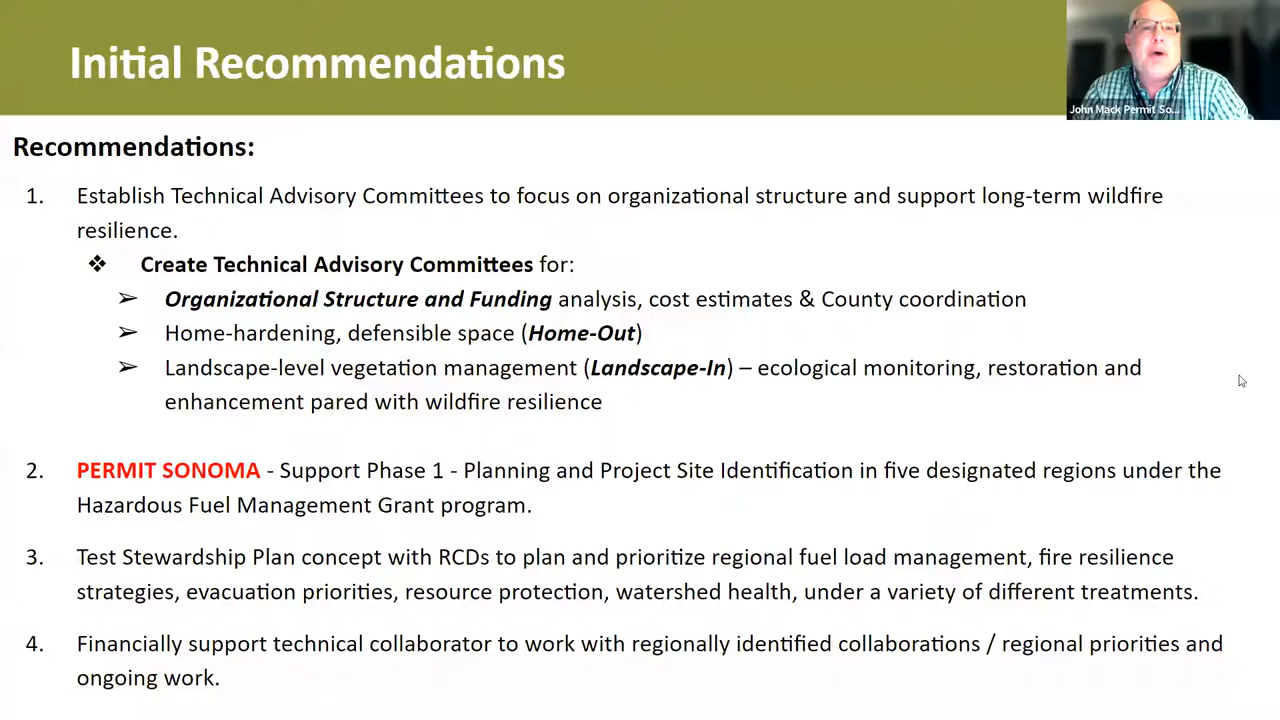 Initial Recommendations
John Mack Permit So...
Recommendations:
1. Establish Technical Advisory Committees to focus on organizational structure and support long-term wildfire
resilience.
❖ Create Technical Advisory Committees for:
➢ Organizational Structure and Funding analysis, cost estimates & County coordination
➢ Home-hardening, defensible space (Home-Out)
➢ Landscape-level vegetation management (Landscape-In) – ecological monitoring, restoration and
enhancement pared with wildfire resilience
2. PERMIT SONOMA - Support Phase 1 - Planning and Project Site Identification in five designated regions under the
Hazardous Fuel Management Grant program.
3. Test Stewardship Plan concept with RCDs to plan and prioritize regional fuel load management, fire resilience
strategies, evacuation priorities, resource protection, watershed health, under a variety of different treatments.
4. Financially support technical collaborator to work with regionally identified collaborations / regional priorities and
ongoing work.